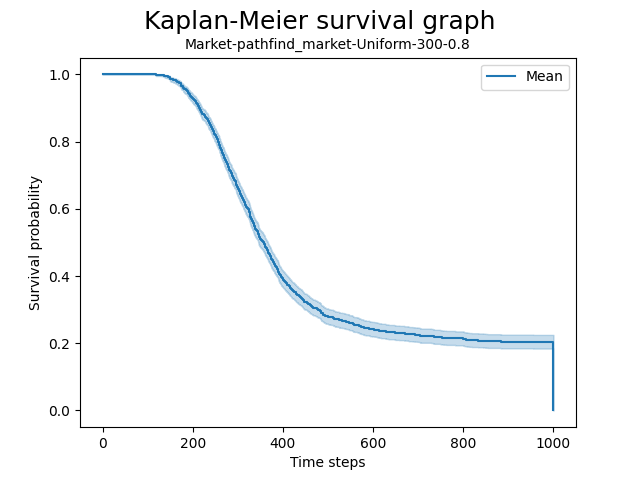 Kaplan-Meier survival graph
Market-pathfind_market-Uniform-300-0.8
Mean
1.0
0.8
0.6
0.4
0.2
0.0
Survival probability
0 200 400 600 800 1000
Time steps